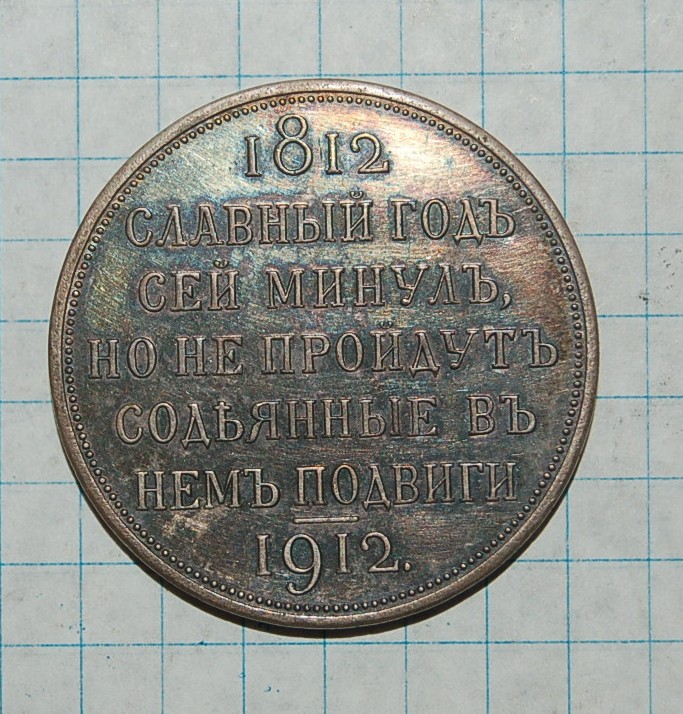 1812
СЛАВНЫЙ ГОДЪ
СЕЙ МИНУЛЪ,
НО НЕ ПРОЙДУТЪ
СОДѢЯННЫЕ ВЪ
НЕМЪ ПОДВИГИ
1912.